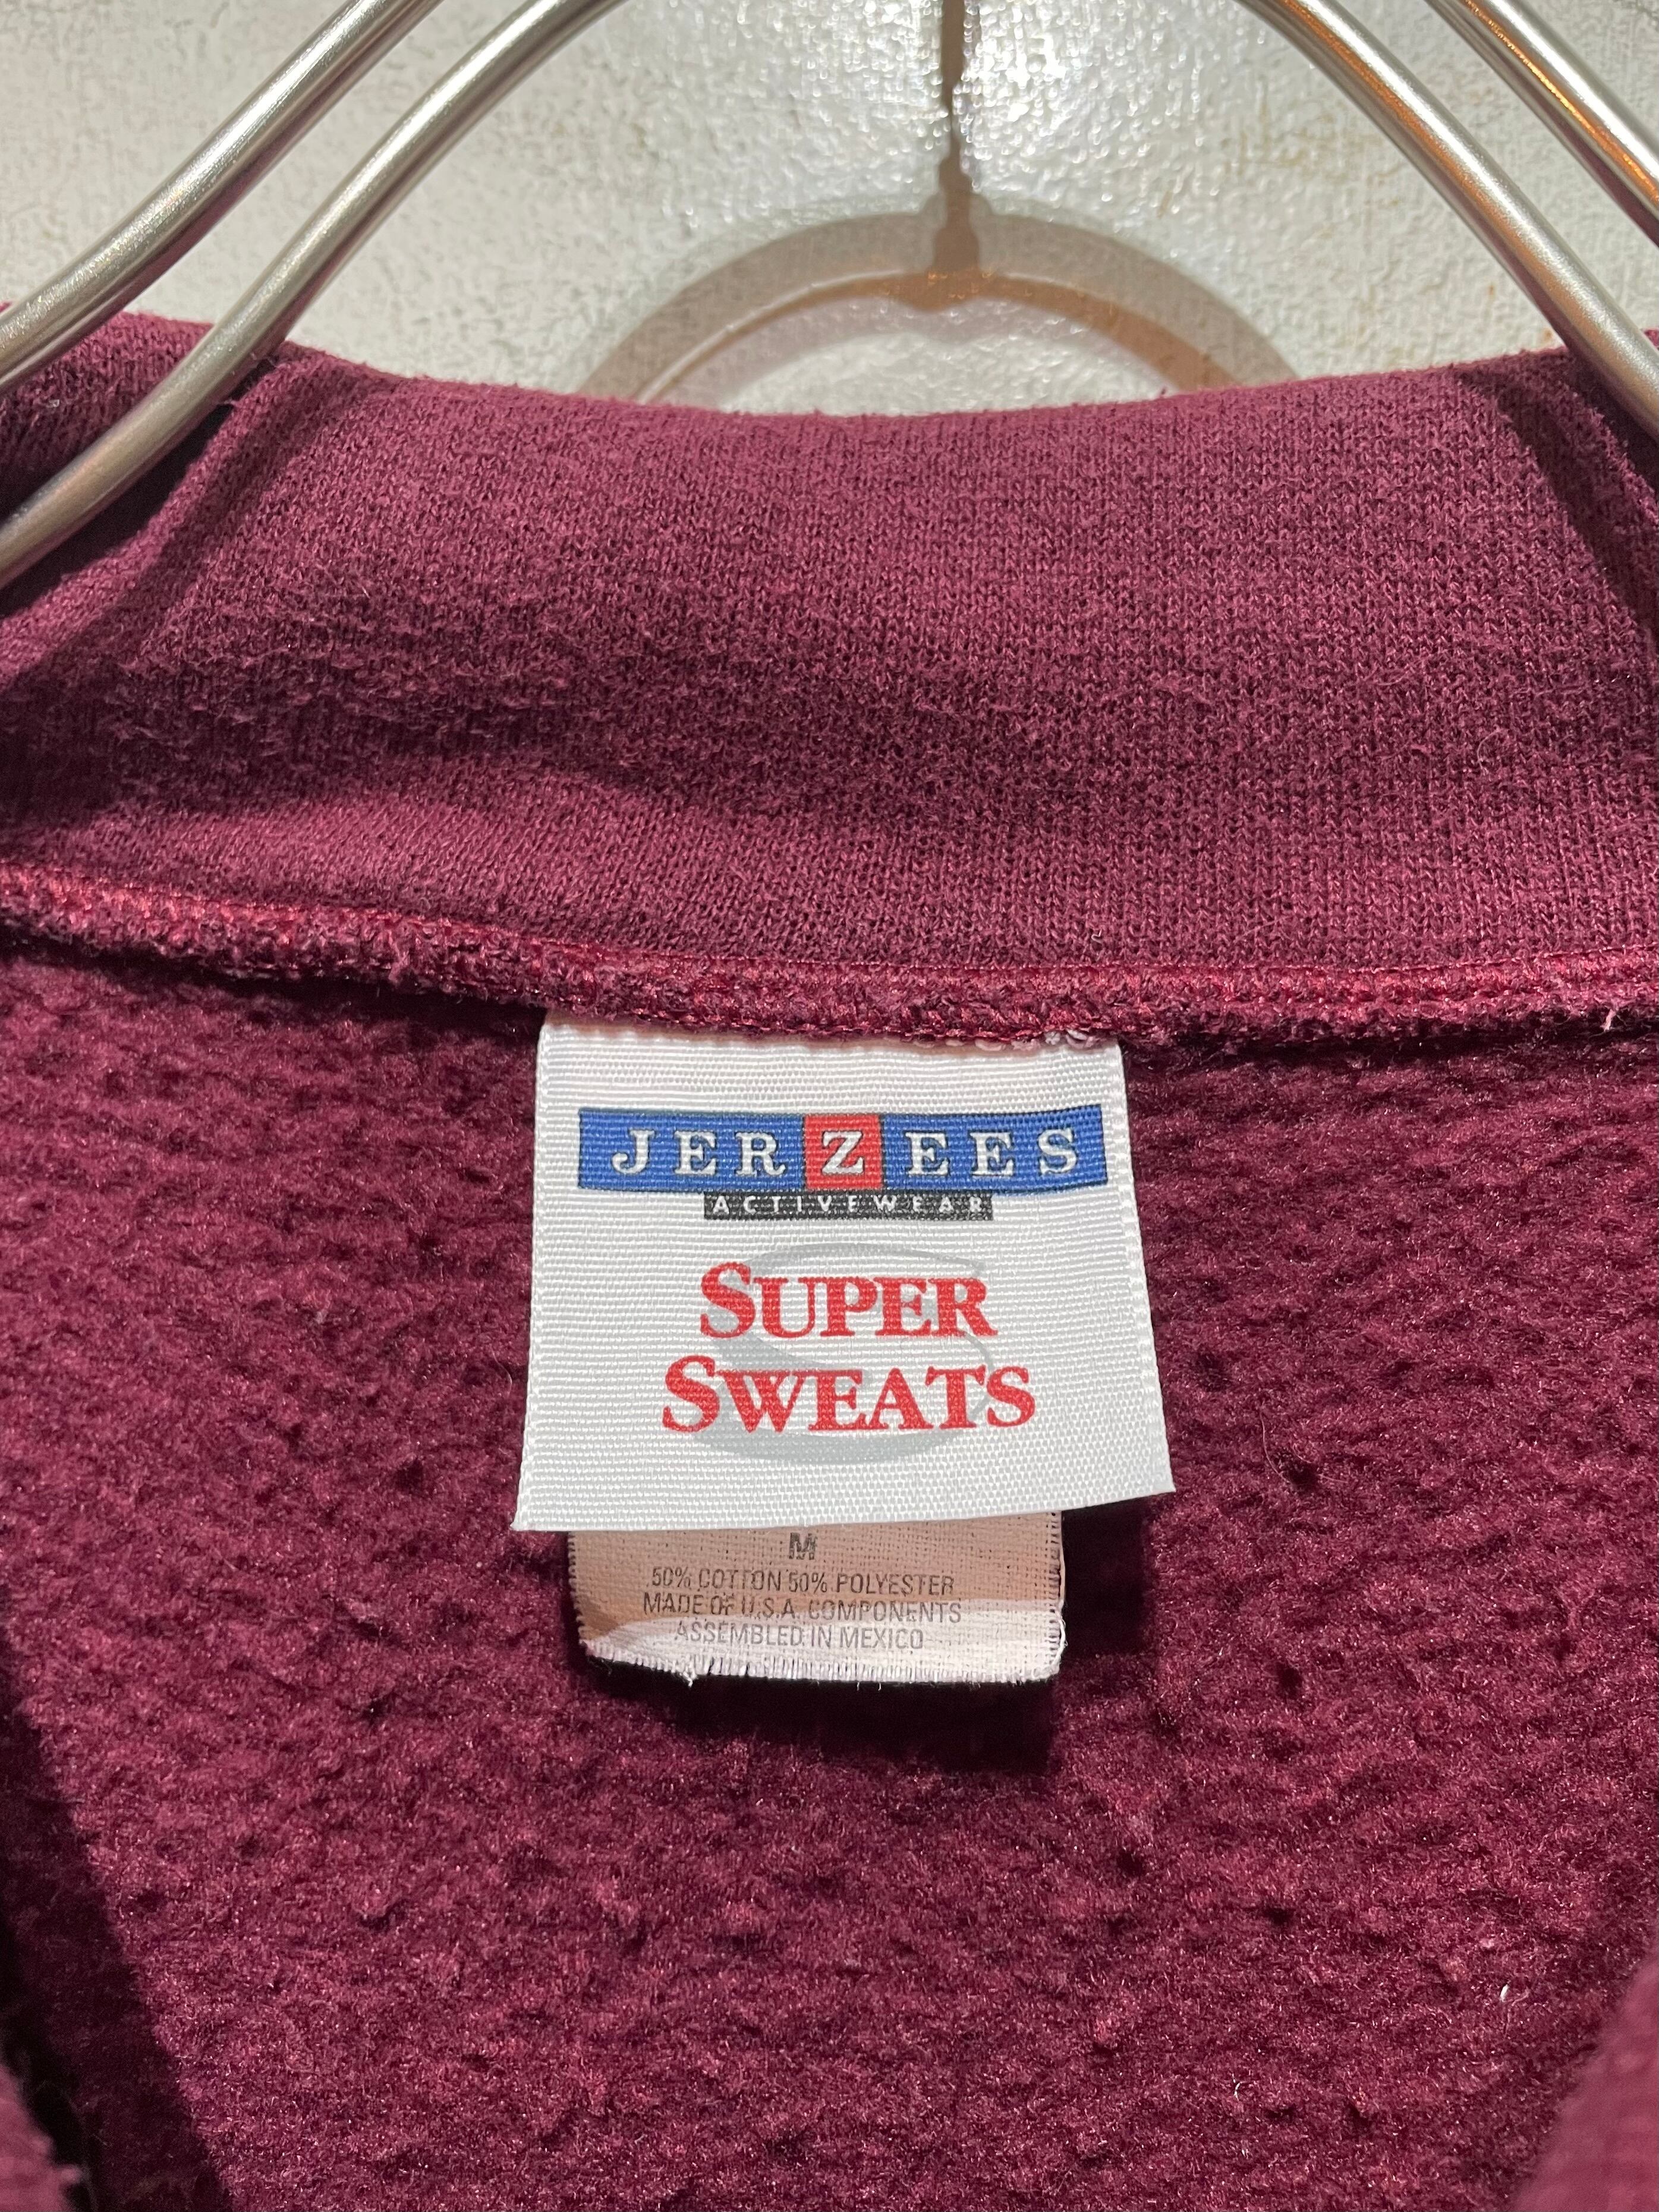 JERZEES
ACTIVEWEAR
SUPER
SWEATS
M
50% COTTON 50% POLYESTER
MADE OF U.S.A. COMPONENTS
ASSEMBLED IN MEXICO